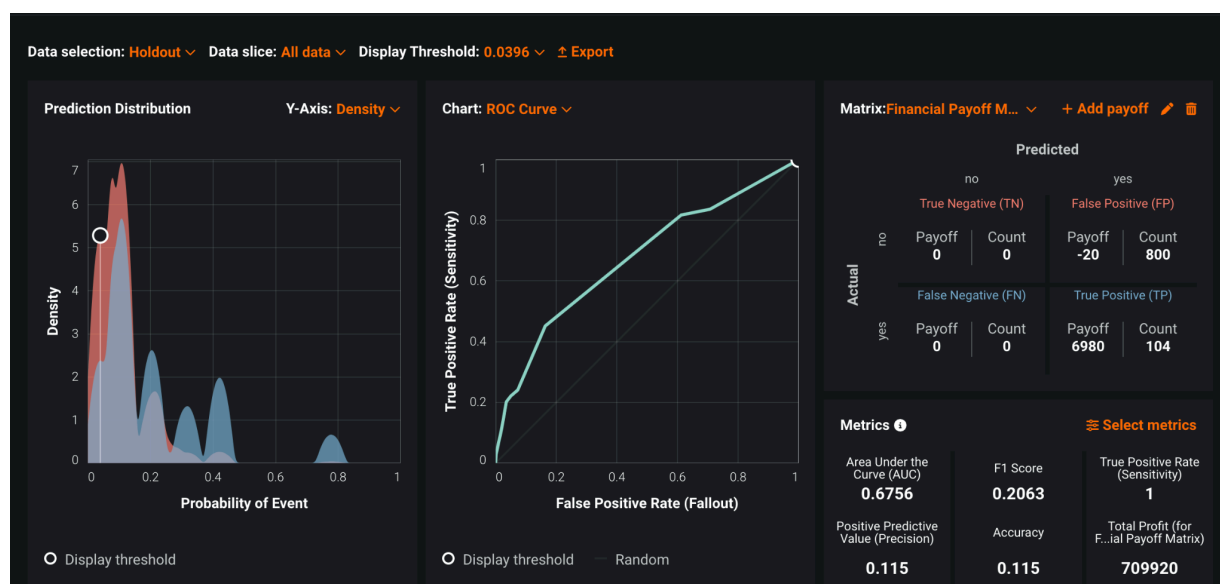 Data selection: Holdout Data slice: All data Display Threshold: 0.0396 Export
Prediction Distribution Y-Axis: Density
7
6
5
4
3
2
1
0
Density
0 0.2 0.4 0.6 0.8 1
Probability of Event
Display threshold
Chart: ROC Curve
1
0.8
0.6
0.4
0.2
0
True Positive Rate (Sensitivity)
0 0.2 0.4 0.6 0.8 1
False Positive Rate (Fallout)
Display threshold Random
Matrix:Financial Payoff M... + Add payoff
Predicted
no yes
True Negative (TN) False Positive (FP)
Actual
no
Payoff Count Payoff Count
0 0 -20 800
False Negative (FN) True Positive (TP)
yes
Payoff Count Payoff Count
0 0 6980 104
Metrics Select metrics
Area Under the
Curve (AUC)
0.6756
F1 Score
0.2063
True Positive Rate
(Sensitivity)
1
Positive Predictive
Value (Precision)
0.115
Accuracy
0.115
Total Profit (for
F...ial Payoff Matrix)
709920